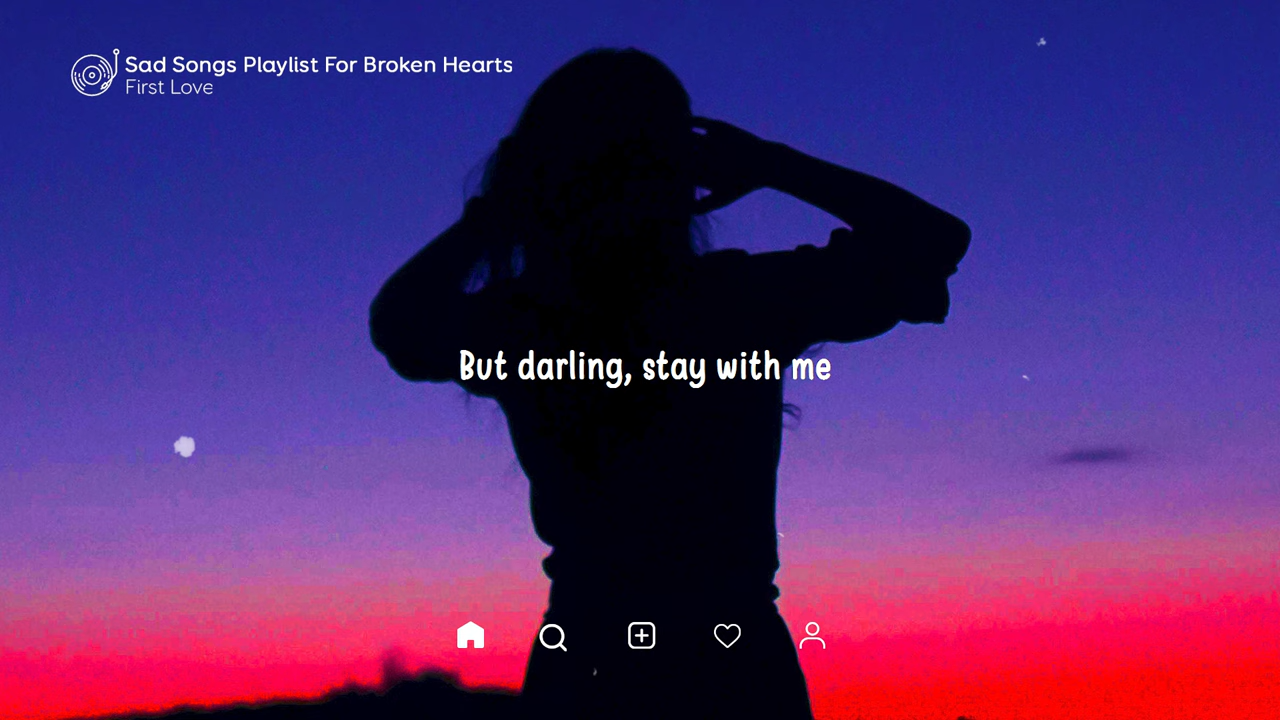 Sad Songs Playlist For Broken Hearts
First Love
But darling, stay with me